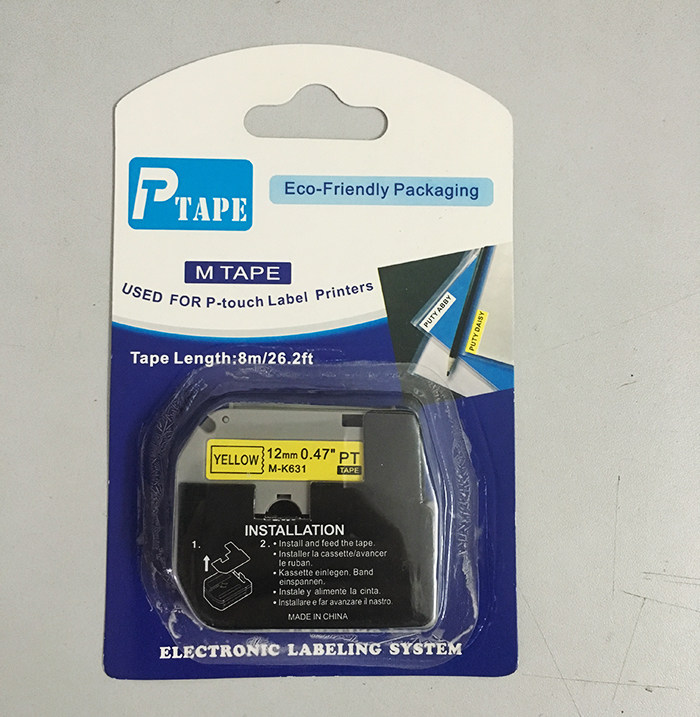 PT TAPE
Eco-Friendly Packaging
M TAPE
USED FOR P-touch Label Printers
PUTY ABBY
PUTY DAISY
Tape Length:8m/26.2ft
YELLOW
12mm 0.47"
M-K631
PT
TAPE
INSTALLATION
1.
2. • Install and feed the tape.
• Installer la cassette/avancer
le ruban.
• Kassette einlegen. Band
einspannen.
• Instale y alimente la cinta.
• Installare e far avanzare il nastro.
MADE IN CHINA
ELECTRONIC LABELING SYSTEM